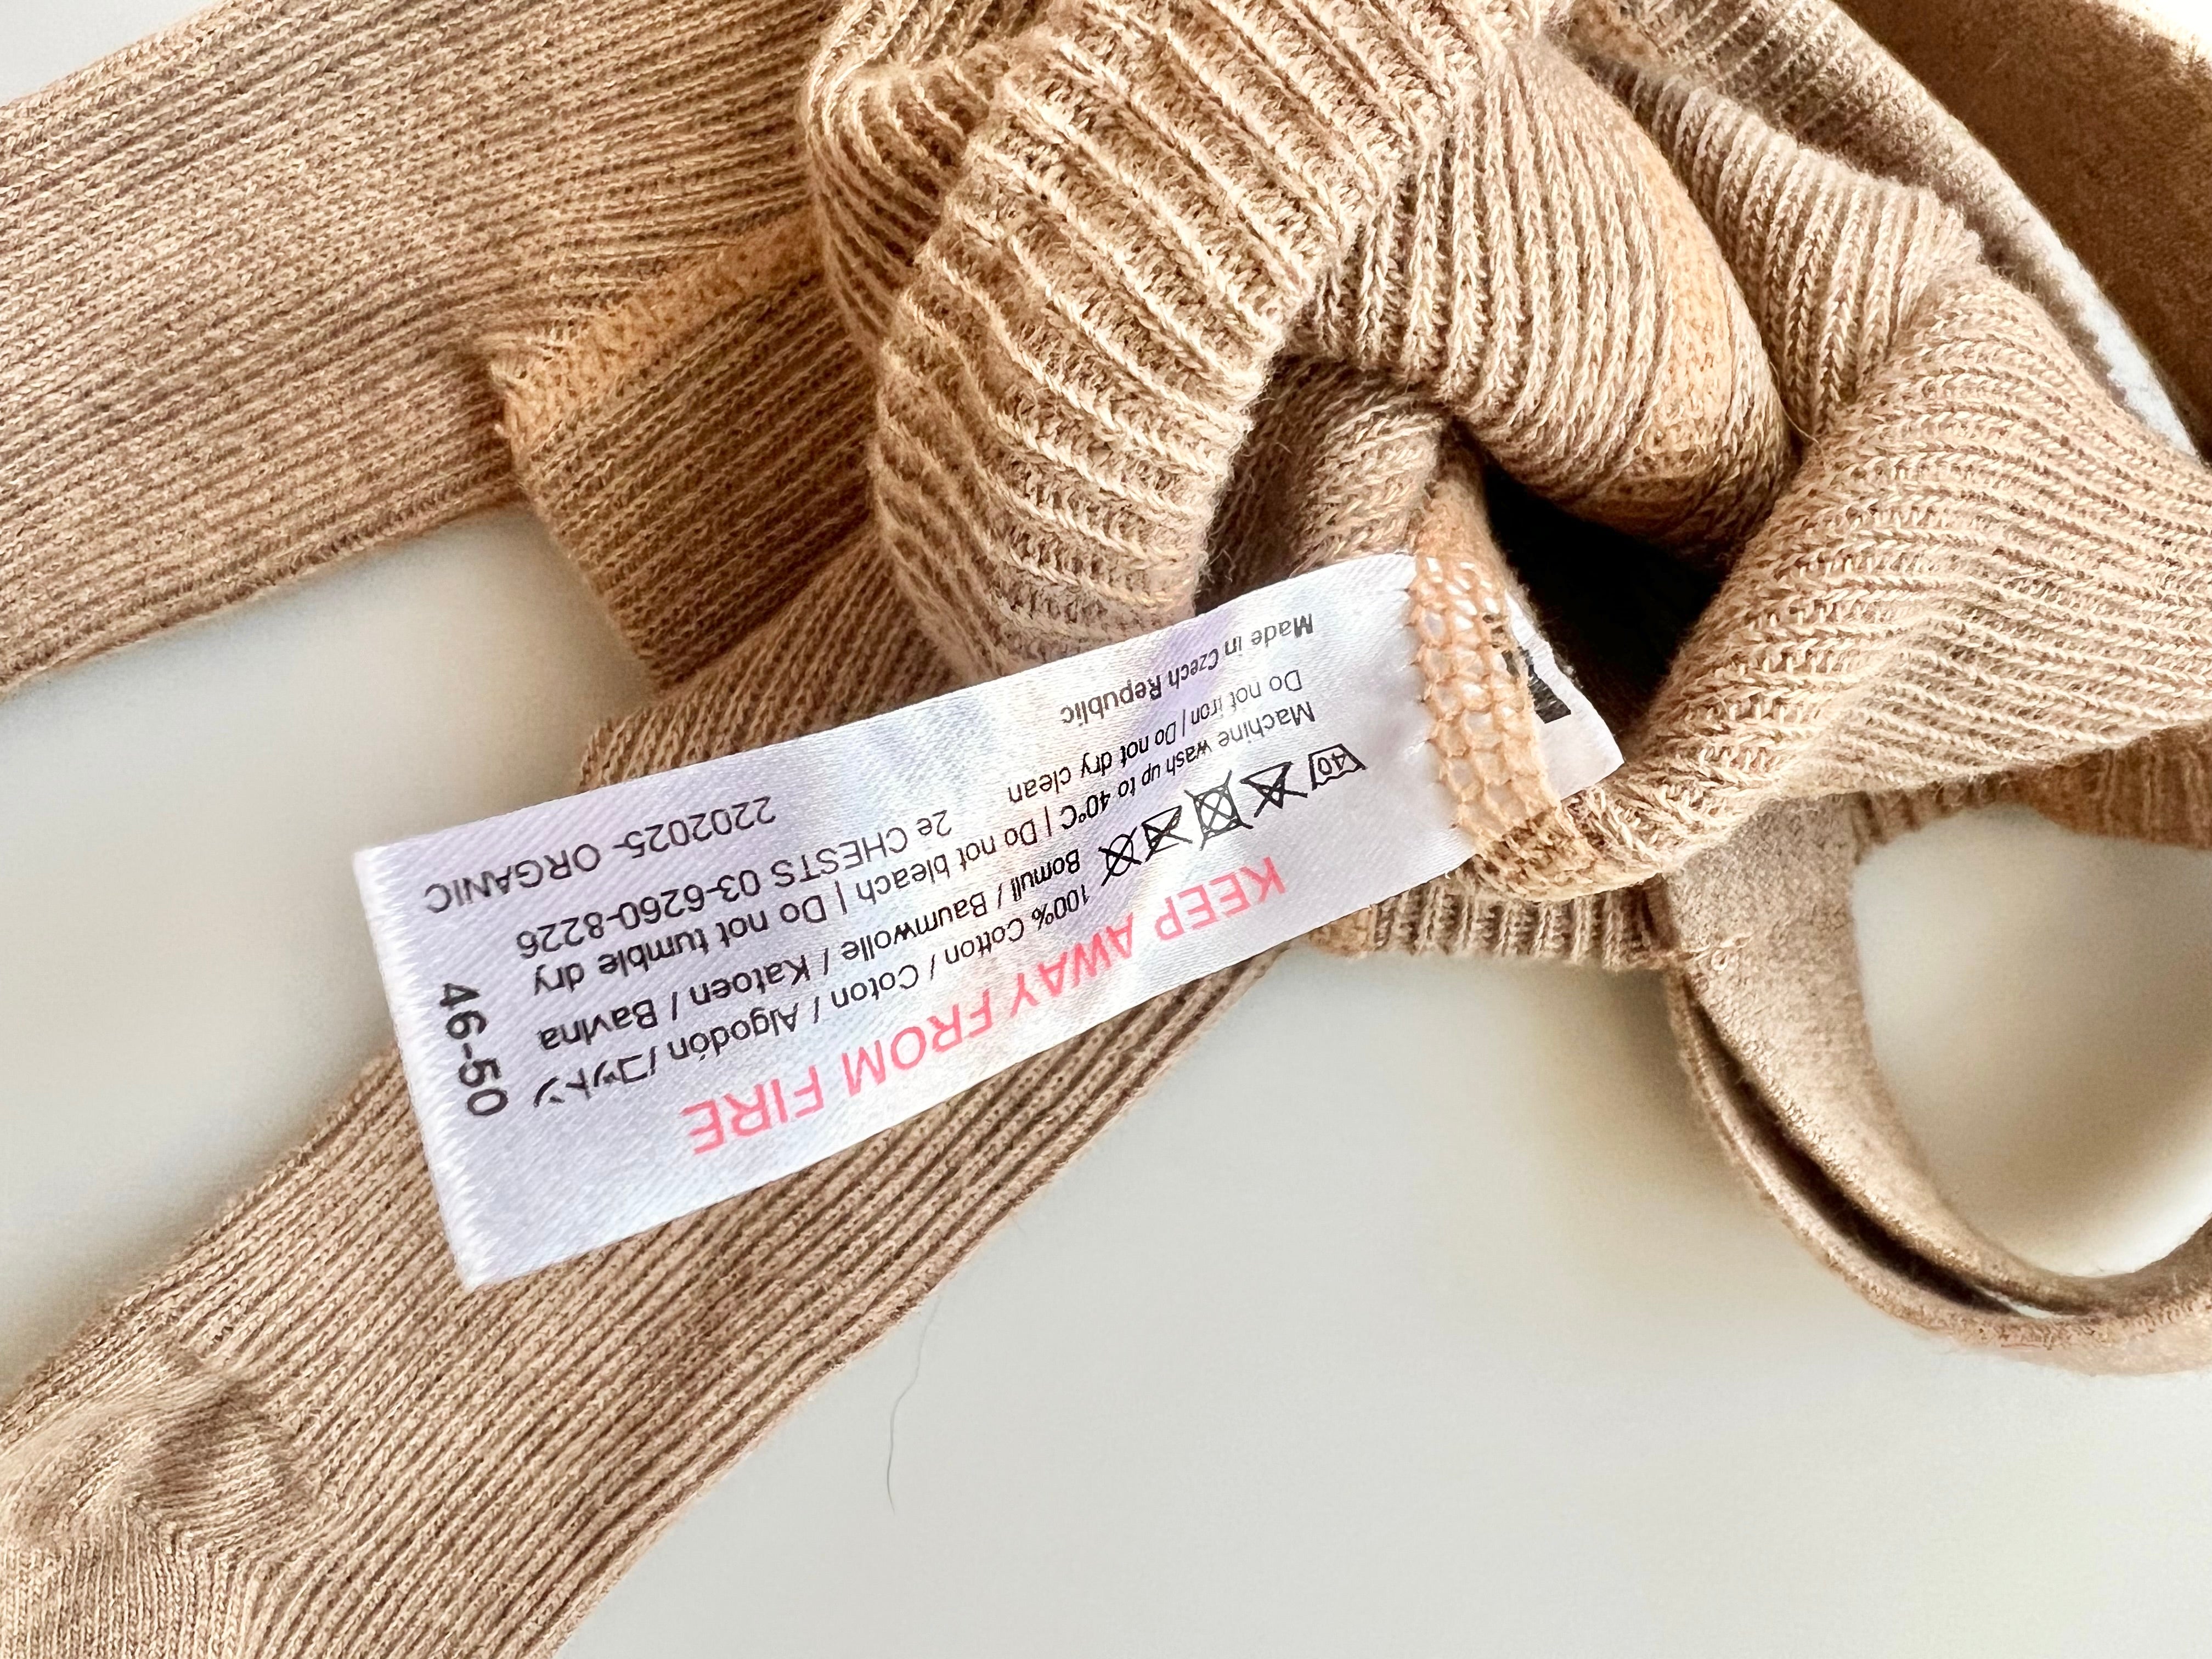 KEEP AWAY FROM FIRE
100% Cotton / Coton / Algodón /コットン
Bomull / Baumwolle / Katoen / Bavlna
40
Machine wash up to 40°C | Do not bleach | Do not tumble dry
Do not iron | Do not dry clean
2e CHESTS 03-6260-8226
Made in Czech Republic
2202025- ORGANIC
46-50